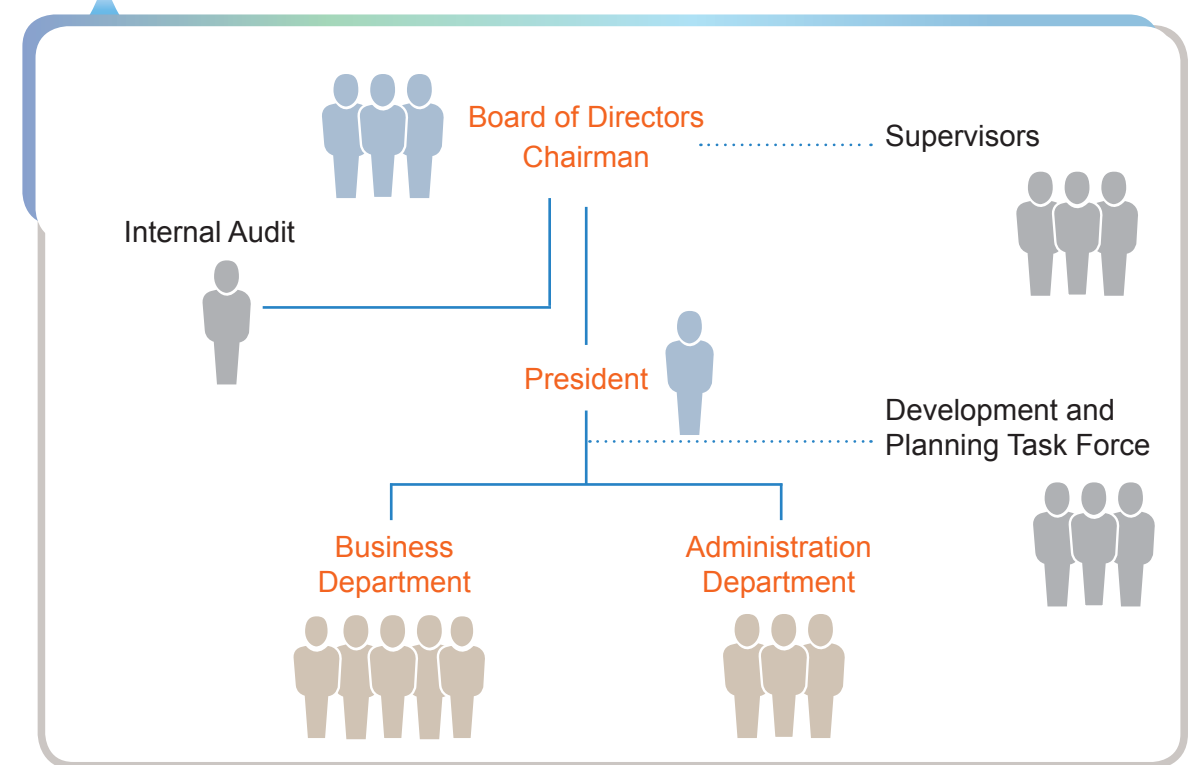 Board of Directors
Chairman
Supervisors
Internal Audit
President
Development and
Planning Task Force
Business
Department
Administration
Department